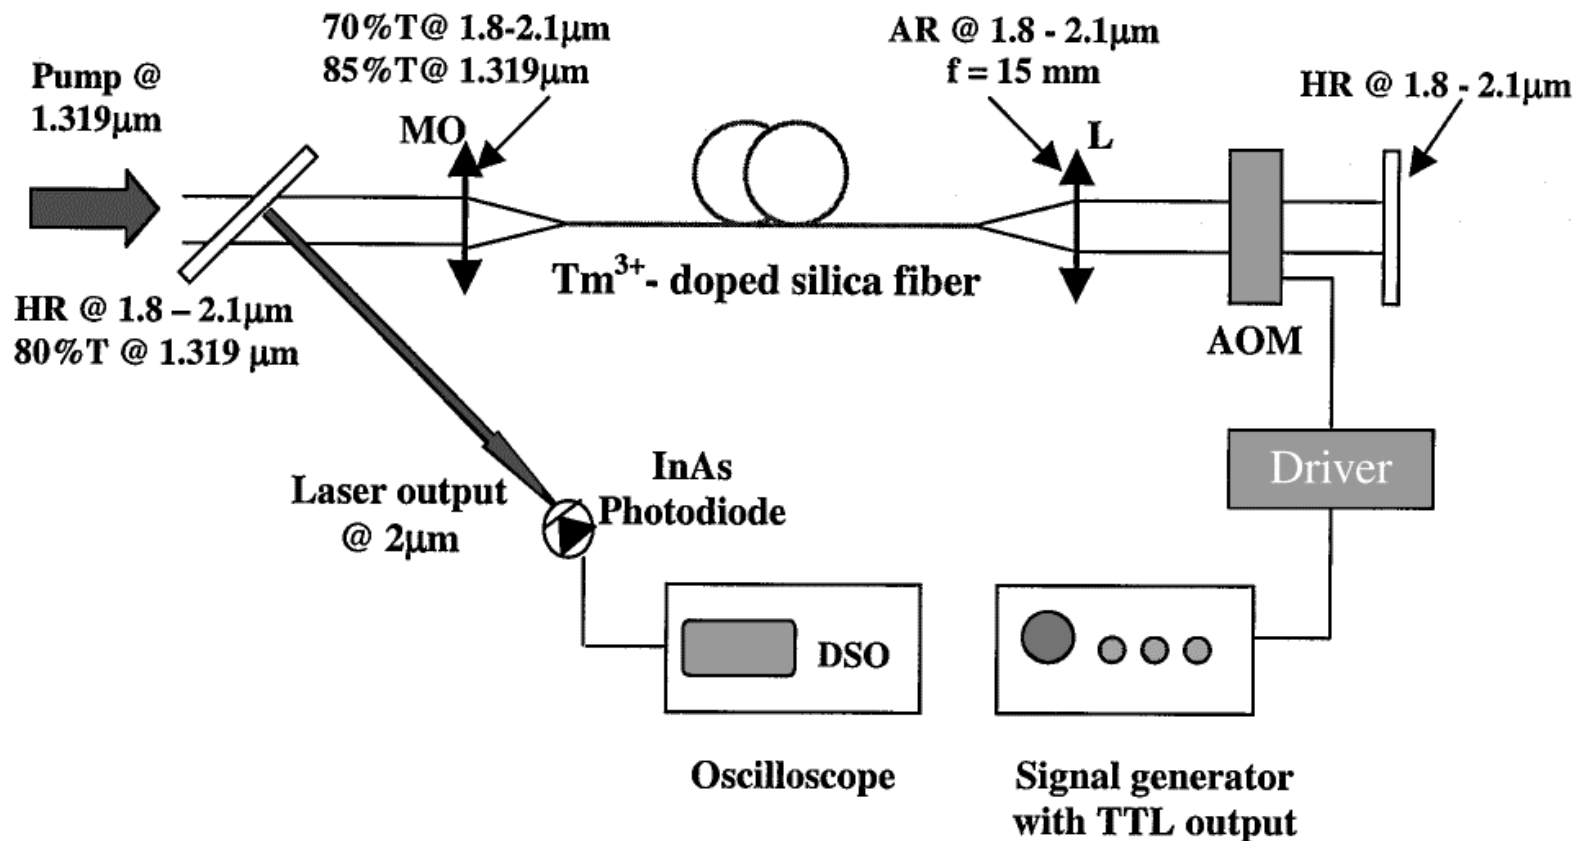 70%T@ 1.8-2.1μm
85%T@ 1.319μm
AR @ 1.8 - 2.1μm
f = 15 mm
HR @ 1.8 - 2.1μm
Pump @
1.319μm
MO
L
Tm3+- doped silica fiber
HR @ 1.8 – 2.1μm
80%T @ 1.319 μm
AOM
Driver
Laser output
@ 2μm
InAs
Photodiode
DSO
Oscilloscope
Signal generator
with TTL output